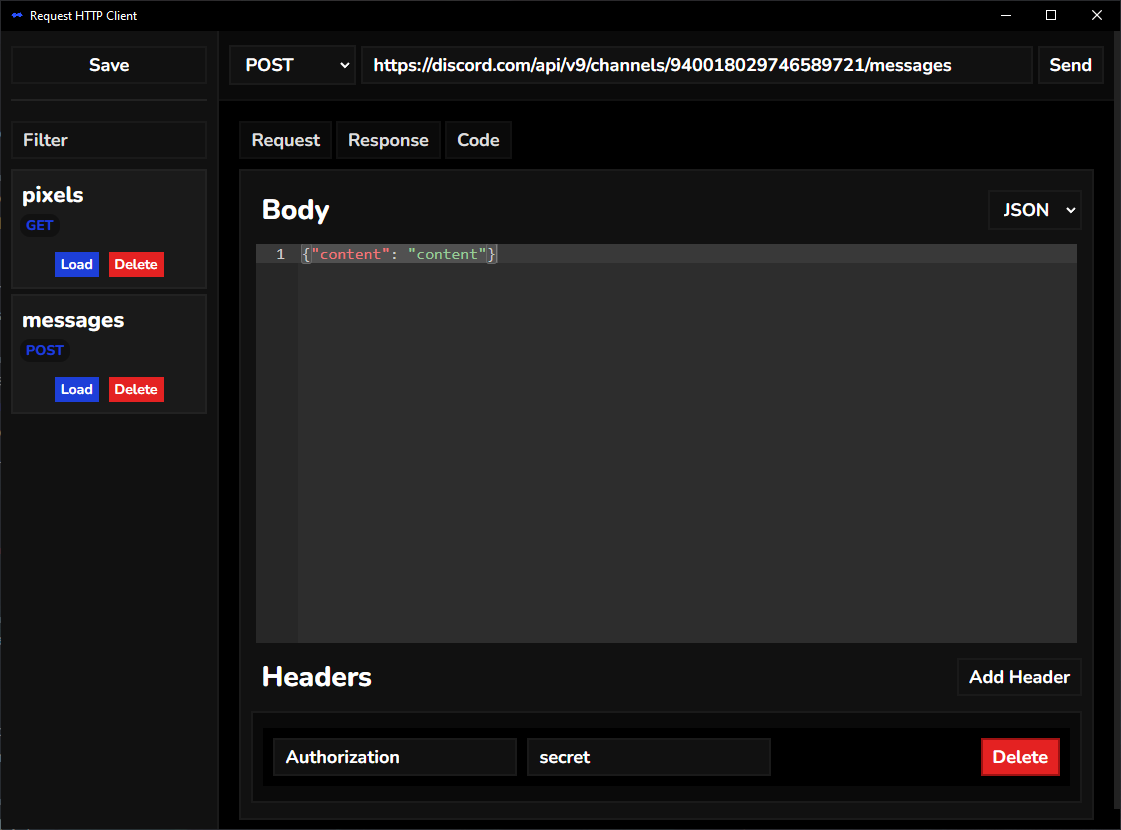 Request HTTP Client
Save
POST
https://discord.com/api/v9/channels/940018029746589721/messages
Send
Filter
pixels
GET
Load Delete
messages
POST
Load Delete
Request Response Code
Body
JSON
1 {"content": "content"}
Headers
Add Header
Authorization secret Delete